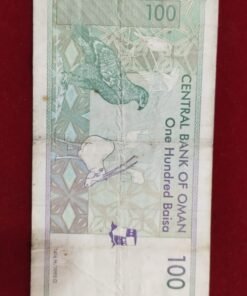 100
CENTRAL BANK OF OMAN
One Hundred Baisa
100